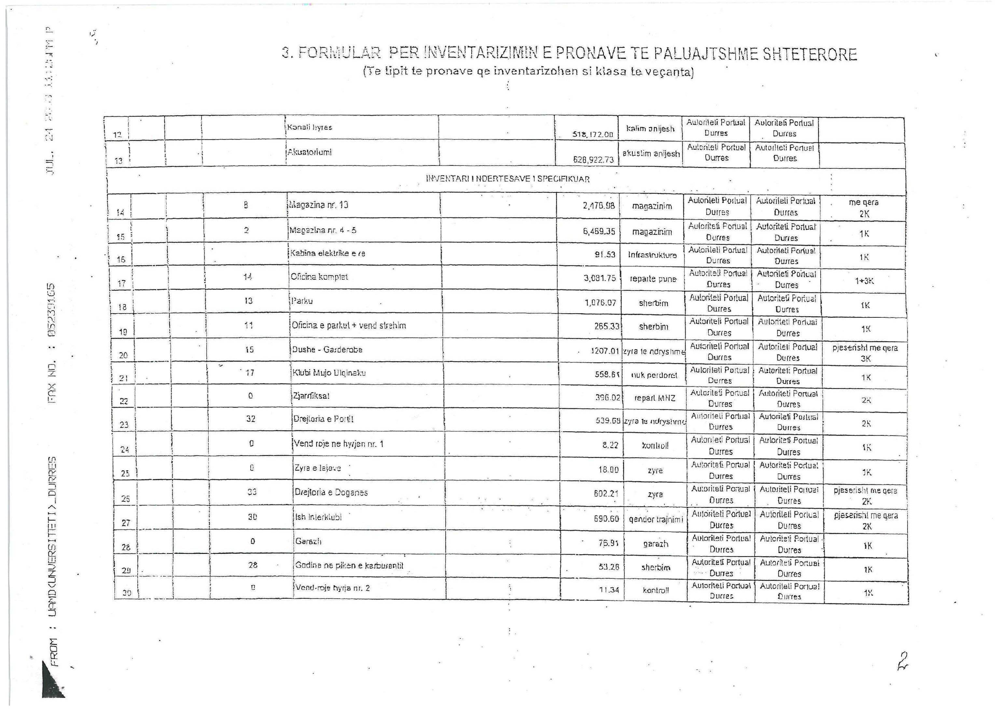 3. FORMULAR PER INVENTARIZIMIN E PRONAVE TE PALUAJTSHME SHTETERORE
(Te tipit te pronave qe inventarizohen si klasa te veçanta)
12 Kanali hyres 518,172.00 kalim anijesh Autoriteti Portual Durres Autoriteti Portual Durres
13 Akuatoriumi 628,922.73 akustim anijesh Autoriteti Portual Durres Autoriteti Portual Durres
INVENTARI I NDERTESAVE I SPECIFIKUAR
14 8 Magazina nr. 13 2,476.98 magazinim Autoriteti Portual Durres Autoriteti Portual Durres me qera 2K
15 2 Magazina nr. 4 - 5 6,469.35 magazinim Autoriteti Portual Durres Autoriteti Portual Durres 1K
16 Kabina elektrike e re 91.53 Infrastrukture Autoriteti Portual Durres Autoriteti Portual Durres 1K
17 14 Oficina komplet 3,031.75 reparte pune Autoriteti Portual Durres Autoriteti Portual Durres 1+3K
18 13 Parku 1,076.07 sherbim Autoriteti Portual Durres Autoriteti Portual Durres 1K
19 11 Oficina e parkut + vend strehim 265.33 sherbim Autoriteti Portual Durres Autoriteti Portual Durres 1K
20 15 Dushe - Garderobe 1207.01 zyra te ndryshme Autoriteti Portual Durres Autoriteti Portual Durres pjeserisht me qera 3K
21 17 Klubi Mujo Ulqinaku 558.61 nuk perdoret Autoriteti Portual Durres Autoriteti Portual Durres 1K
22 0 Zjarrfiksal 396.02 repart MNZ Autoriteti Portual Durres Autoriteti Portual Durres 2K
23 32 Drejtoria e Portit 539.68 zyra te ndryshme Autoriteti Portual Durres Autoriteti Portual Durres 2K
24 0 Vend roje ne hyrjen nr. 1 8.22 kontroll Autoriteti Portual Durres Autoriteti Portual Durres 1K
25 0 Zyra e lejeve 18.00 zyre Autoriteti Portual Durres Autoriteti Portual Durres 1K
26 33 Drejtoria e Doganes 602.21 zyra Autoriteti Portual Durres Autoriteti Portual Durres pjeserisht me qera 2K
27 30 Ish Interklubi 690.60 qender trajnimi Autoriteti Portual Durres Autoriteti Portual Durres pjeserisht me qera 2K
28 0 Garazh 76.91 garazh Autoriteti Portual Durres Autoriteti Portual Durres 1K
29 28 Godina ne piken e karburantit 53.26 sherbim Autoriteti Portual Durres Autoriteti Portual Durres 1K
30 0 Vend-roje hyrja nr. 2 11.34 kontroll Autoriteti Portual Durres Autoriteti Portual Durres 1K
2
FROM : UAMD(UNIVERSITETI)_DURRES FAX NO. : 052239165 JUL. 24